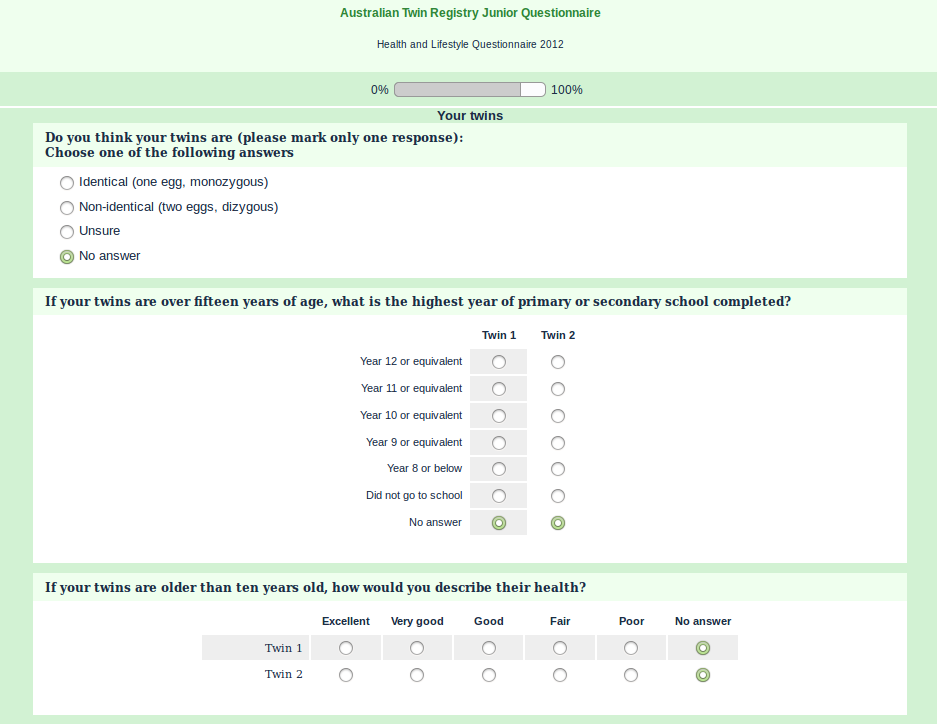 Australian Twin Registry Junior Questionnaire
Health and Lifestyle Questionnaire 2012
0% 100%
Your twins
Do you think your twins are (please mark only one response):
Choose one of the following answers
Identical (one egg, monozygous)
Non-identical (two eggs, dizygous)
Unsure
No answer
If your twins are over fifteen years of age, what is the highest year of primary or secondary school completed?
Twin 1 Twin 2
Year 12 or equivalent
Year 11 or equivalent
Year 10 or equivalent
Year 9 or equivalent
Year 8 or below
Did not go to school
No answer
If your twins are older than ten years old, how would you describe their health?
Excellent Very good Good Fair Poor No answer
Twin 1
Twin 2